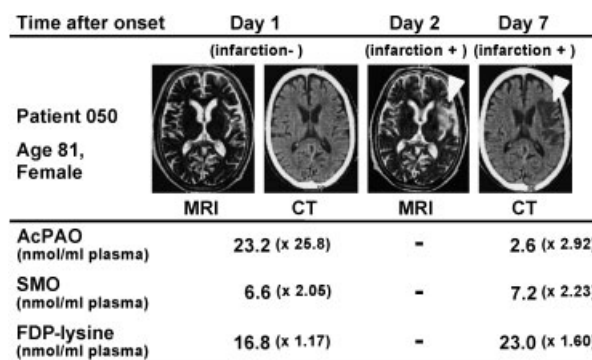 Time after onset Day 1 Day 2 Day 7
(infarction-) (infarction + ) (infarction + )
Patient 050
Age 81,
Female
MRI CT MRI CT
AcPAO
(nmol/ml plasma) 23.2 (x 25.8) - 2.6 (x 2.92)
SMO
(nmol/ml plasma) 6.6 (x 2.05) - 7.2 (x 2.23)
FDP-lysine
(nmol/ml plasma) 16.8 (x 1.17) - 23.0 (x 1.60)